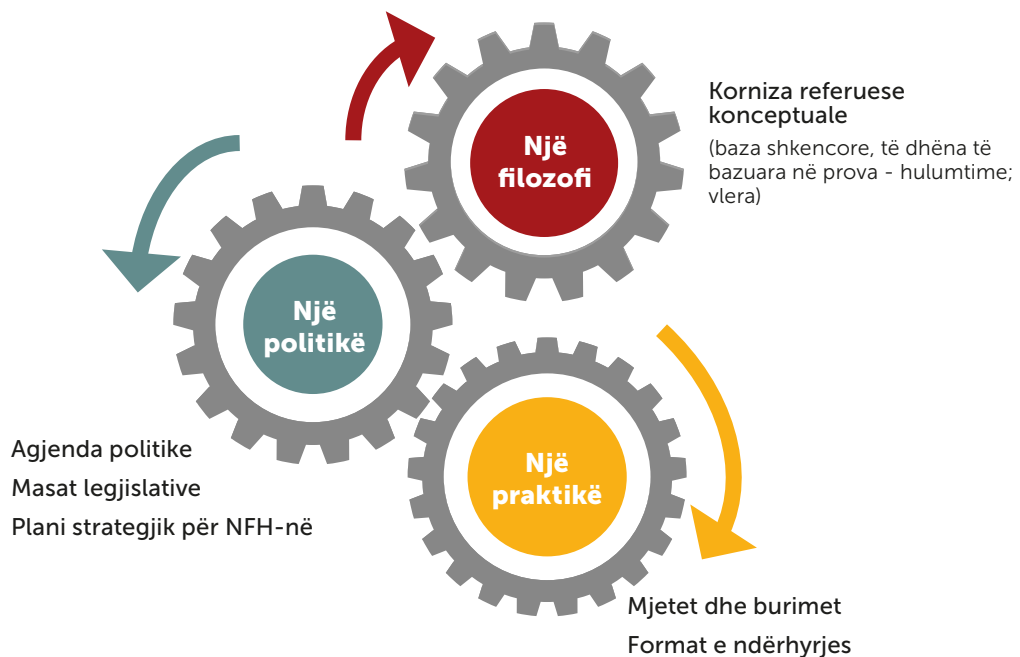 Një
filozofi
Korniza referuese
konceptuale
(baza shkencore, të dhëna të
bazuara në prova - hulumtime;
vlera)
Një
politikë
Agjenda politike
Masat legjislative
Plani strategjik për NFH-në
Një
praktikë
Mjetet dhe burimet
Format e ndërhyrjes